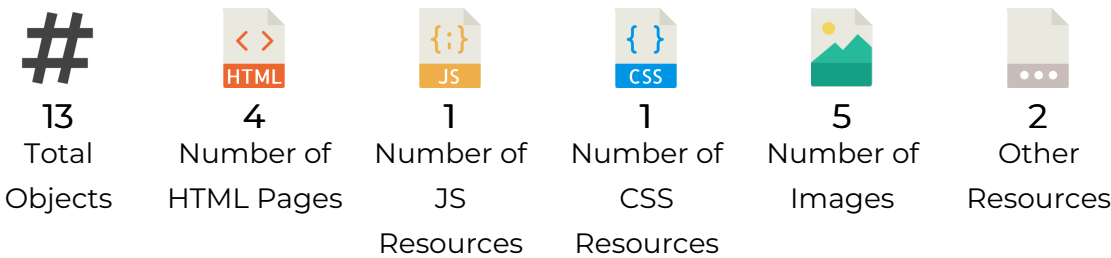 #
< >
HTML
{;}
JS
{ }
CSS
13
Total
Objects
4
Number of
HTML Pages
1
Number of
JS
Resources
1
Number of
CSS
Resources
5
Number of
Images
2
Other
Resources